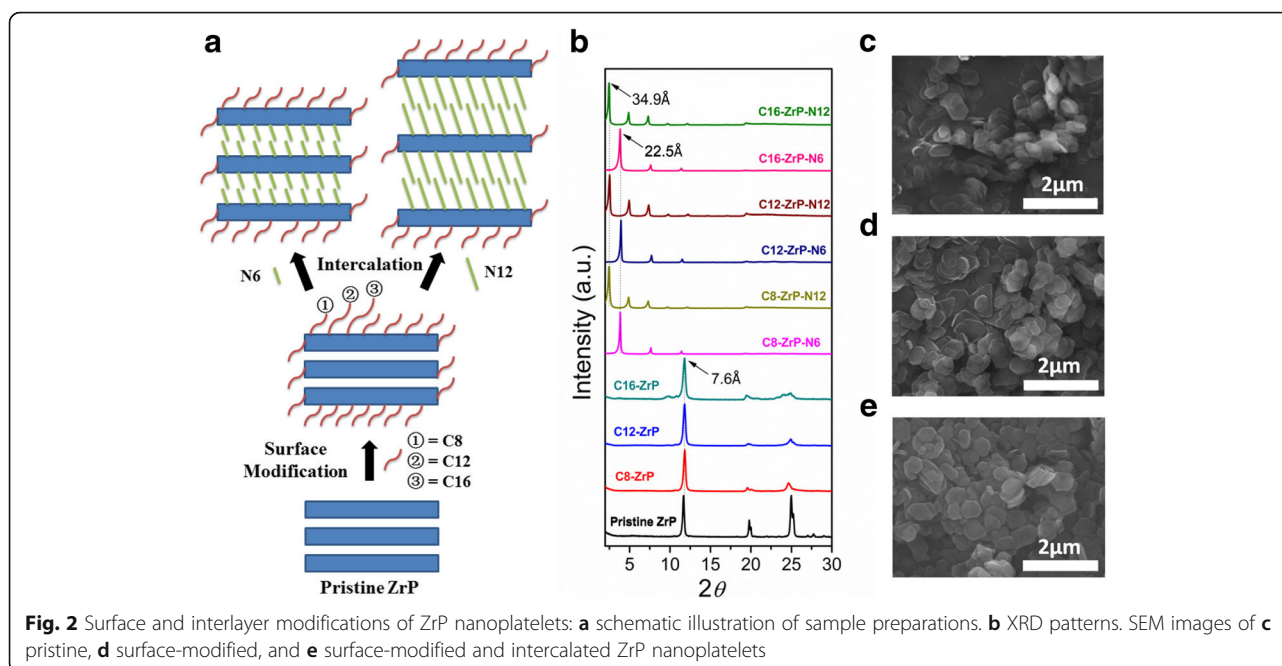 a
N6
Intercalation
N12
①
②
③
Surface
Modification
① = C8
② = C12
③ = C16
Pristine ZrP
b
Intensity (a.u.)
34.9Å
C16-ZrP-N12
22.5Å
C16-ZrP-N6
C12-ZrP-N12
C12-ZrP-N6
C8-ZrP-N12
C8-ZrP-N6
7.6Å
C16-ZrP
C12-ZrP
C8-ZrP
Pristine ZrP
5 10 15 20 25 30
2θ
c
2μm
d
2μm
e
2μm
Fig. 2 Surface and interlayer modifications of ZrP nanoplatelets: a schematic illustration of sample preparations. b XRD patterns. SEM images of c
pristine, d surface-modified, and e surface-modified and intercalated ZrP nanoplatelets